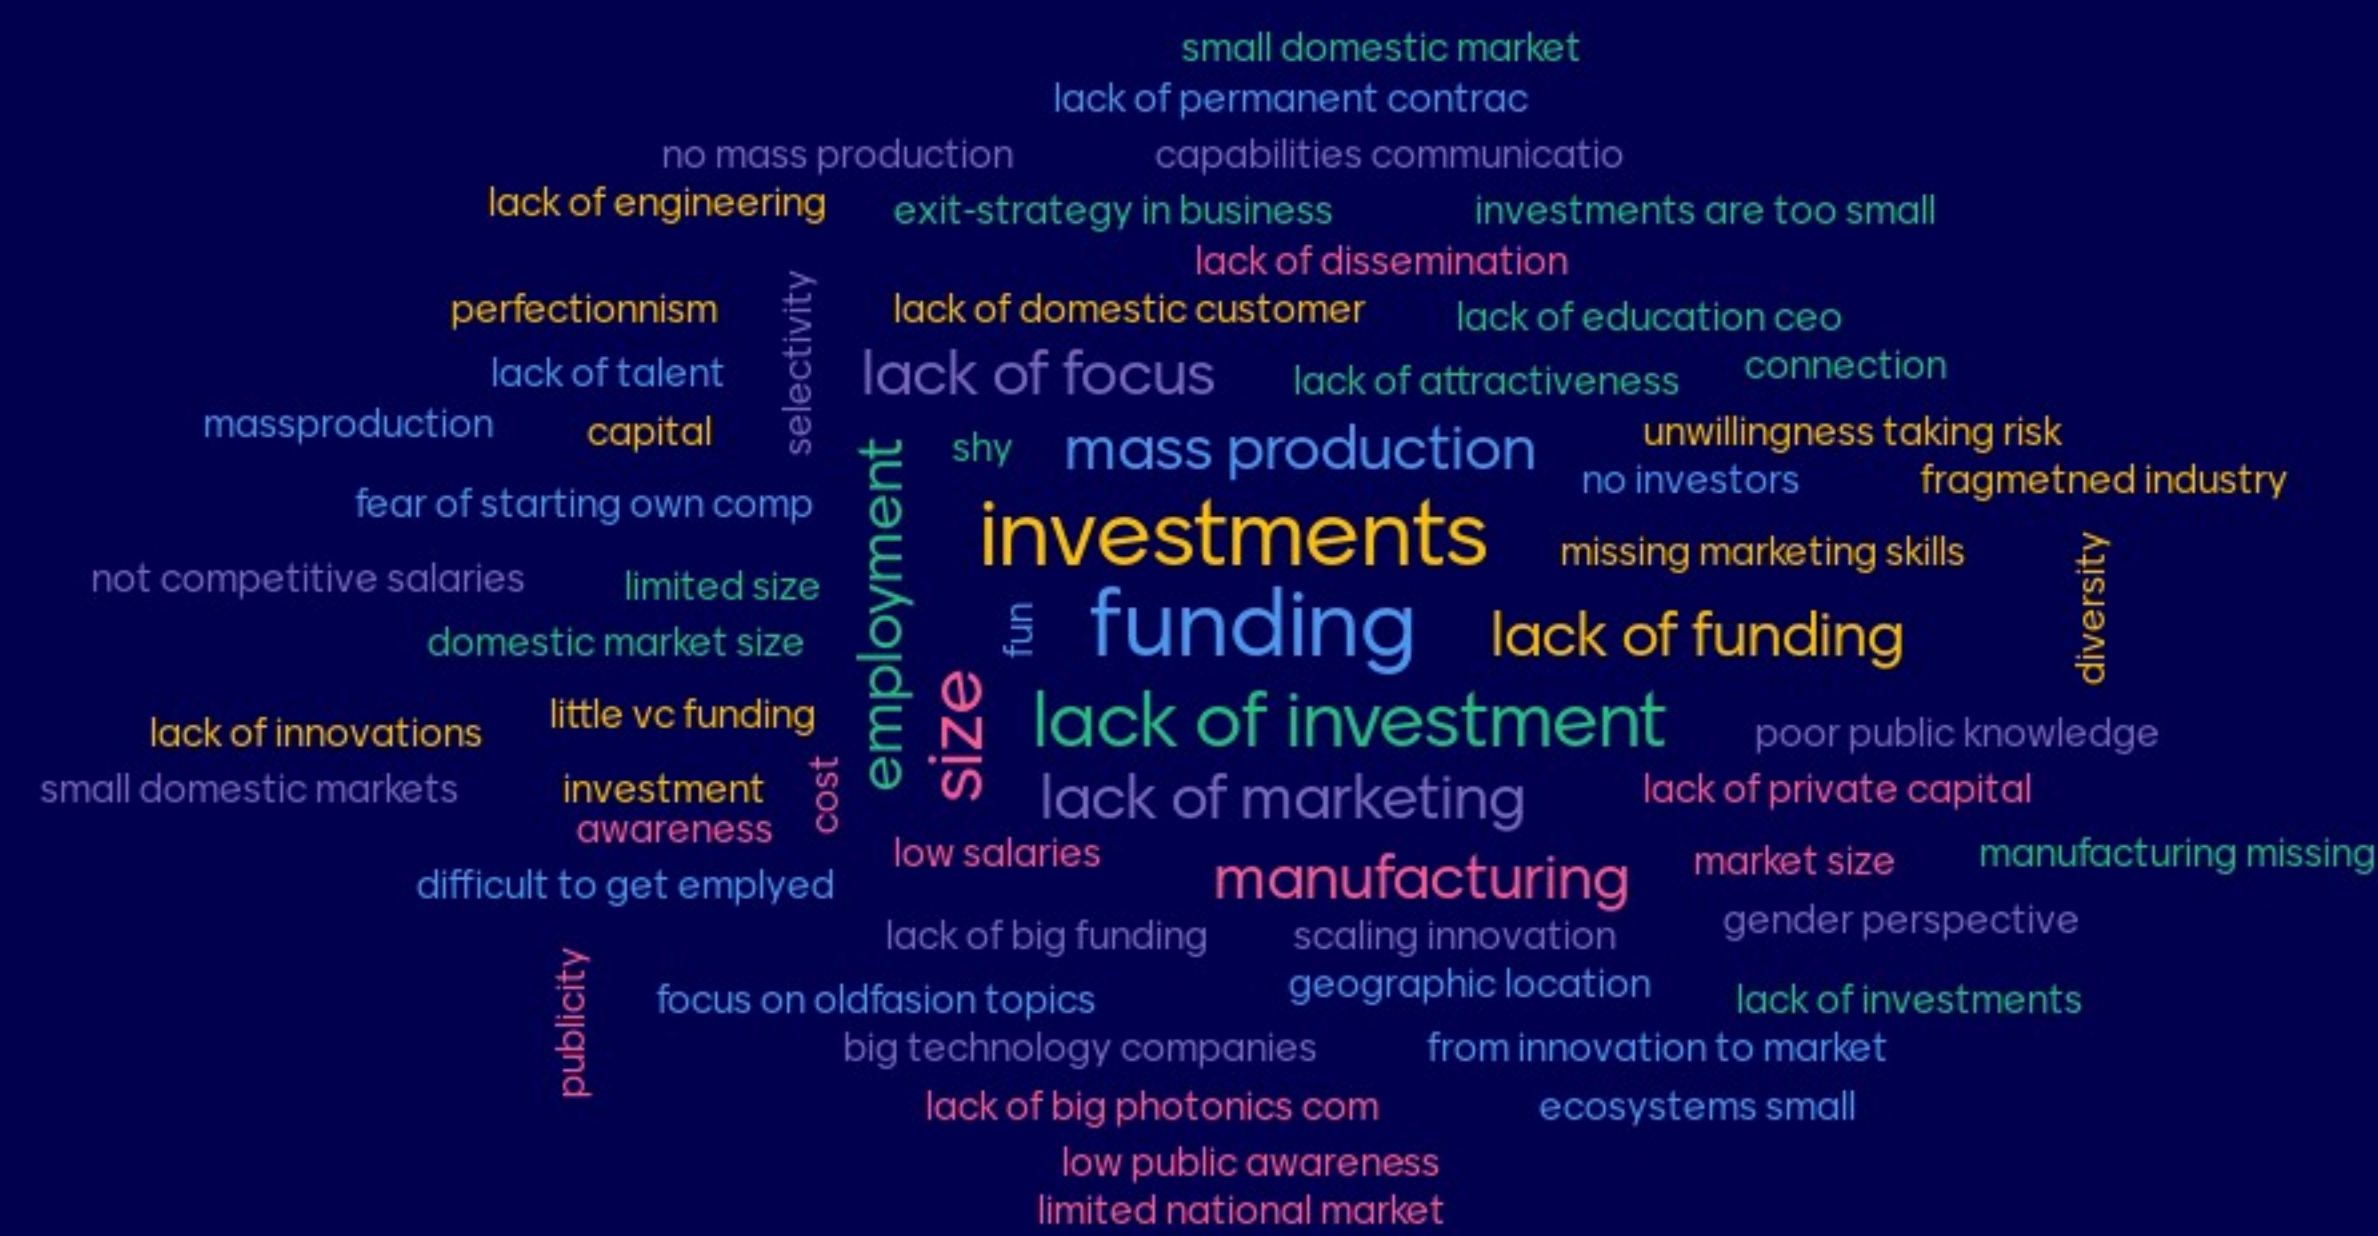 small domestic market
lack of permanent contrac
no mass production
capabilities communicatio
lack of engineering
exit-strategy in business
investments are too small
lack of dissemination
perfectionnism
selectivity
lack of domestic customer
lack of education ceo
lack of talent
lack of focus
lack of attractiveness
connection
massproduction
capital
employment
shy
mass production
unwillingness taking risk
no investors
fragmetned industry
fear of starting own comp
investments
missing marketing skills
diversity
not competitive salaries
limited size
domestic market size
fun
funding
lack of funding
size
lack of innovations
little vc funding
lack of investment
poor public knowledge
small domestic markets
investment
cost
lack of marketing
lack of private capital
awareness
low salaries
manufacturing
market size
manufacturing missing
difficult to get emplyed
lack of big funding
scaling innovation
gender perspective
publicity
focus on oldfasion topics
geographic location
lack of investments
big technology companies
from innovation to market
lack of big photonics com
ecosystems small
low public awareness
limited national market